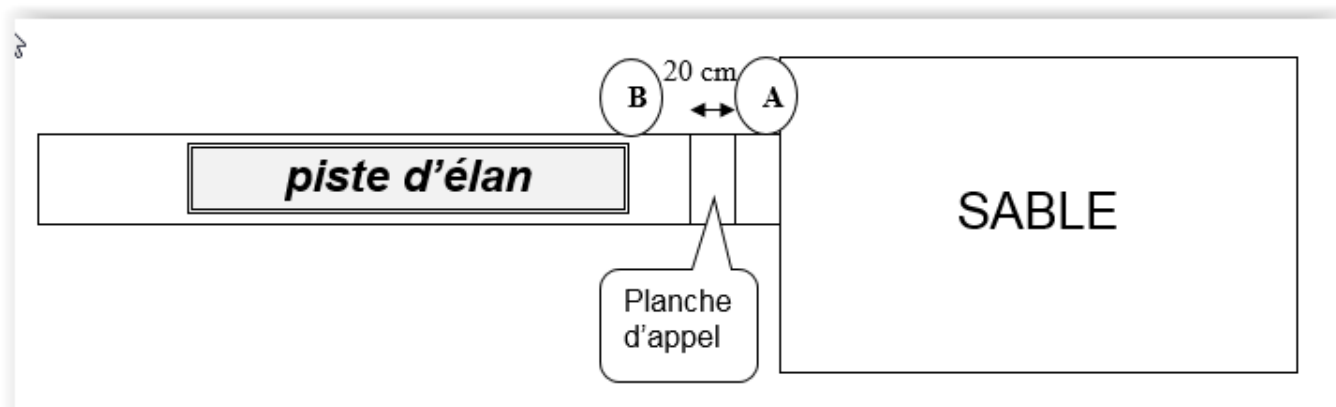 20 cm
B
A
piste d’élan
SABLE
Planche
d’appel